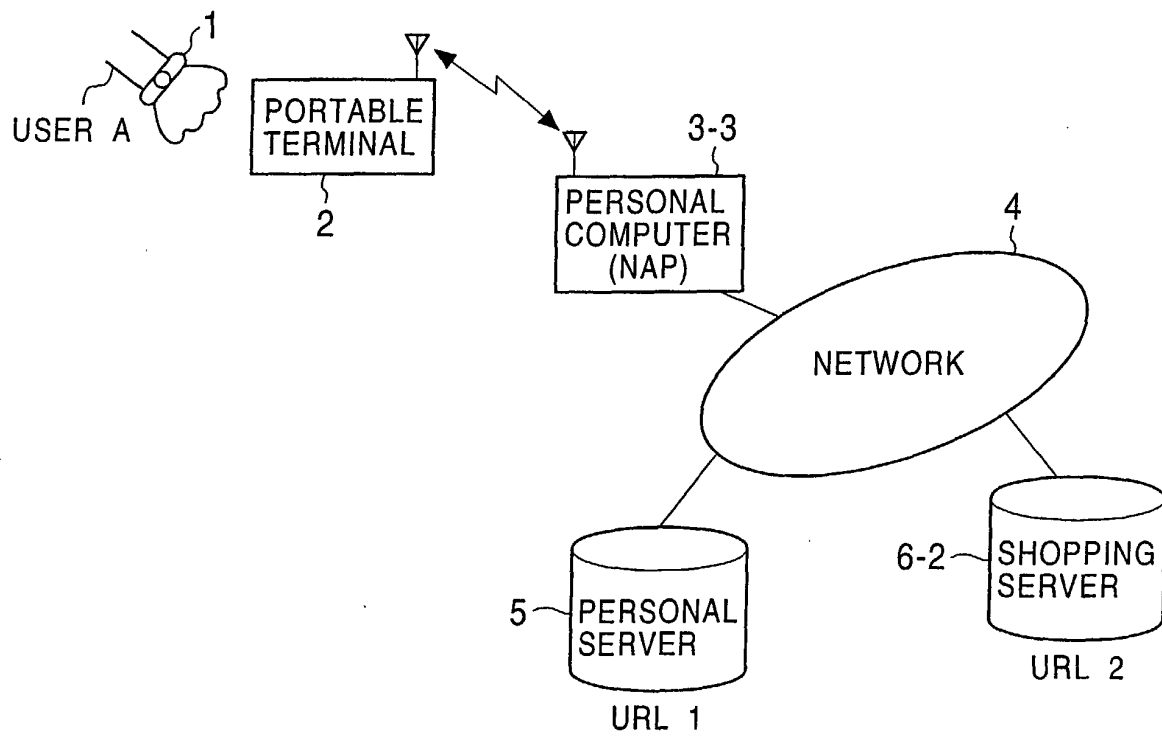 1
USER A
PORTABLE
TERMINAL
2
3-3
PERSONAL
COMPUTER
(NAP)
4
NETWORK
5
PERSONAL
SERVER
URL 1
6-2
SHOPPING
SERVER
URL 2